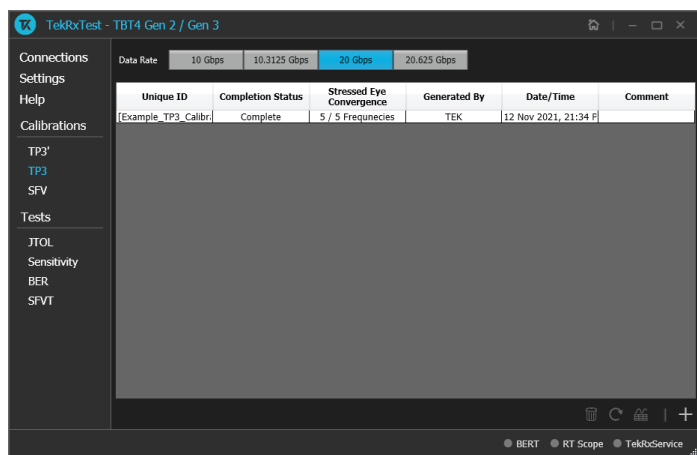 TekRxTest - TBT4 Gen 2 / Gen 3
Connections
Settings
Help
Calibrations
TP3'
TP3
SFV
Tests
JTOL
Sensitivity
BER
SFVT
Data Rate 10 Gbps 10.3125 Gbps 20 Gbps 20.625 Gbps
Unique ID Completion Status Stressed Eye Convergence Generated By Date/Time Comment
[Example_TP3_Calibr Complete 5 / 5 Frequnecies TEK 12 Nov 2021, 21:34 P
BERT RT Scope TekRxService